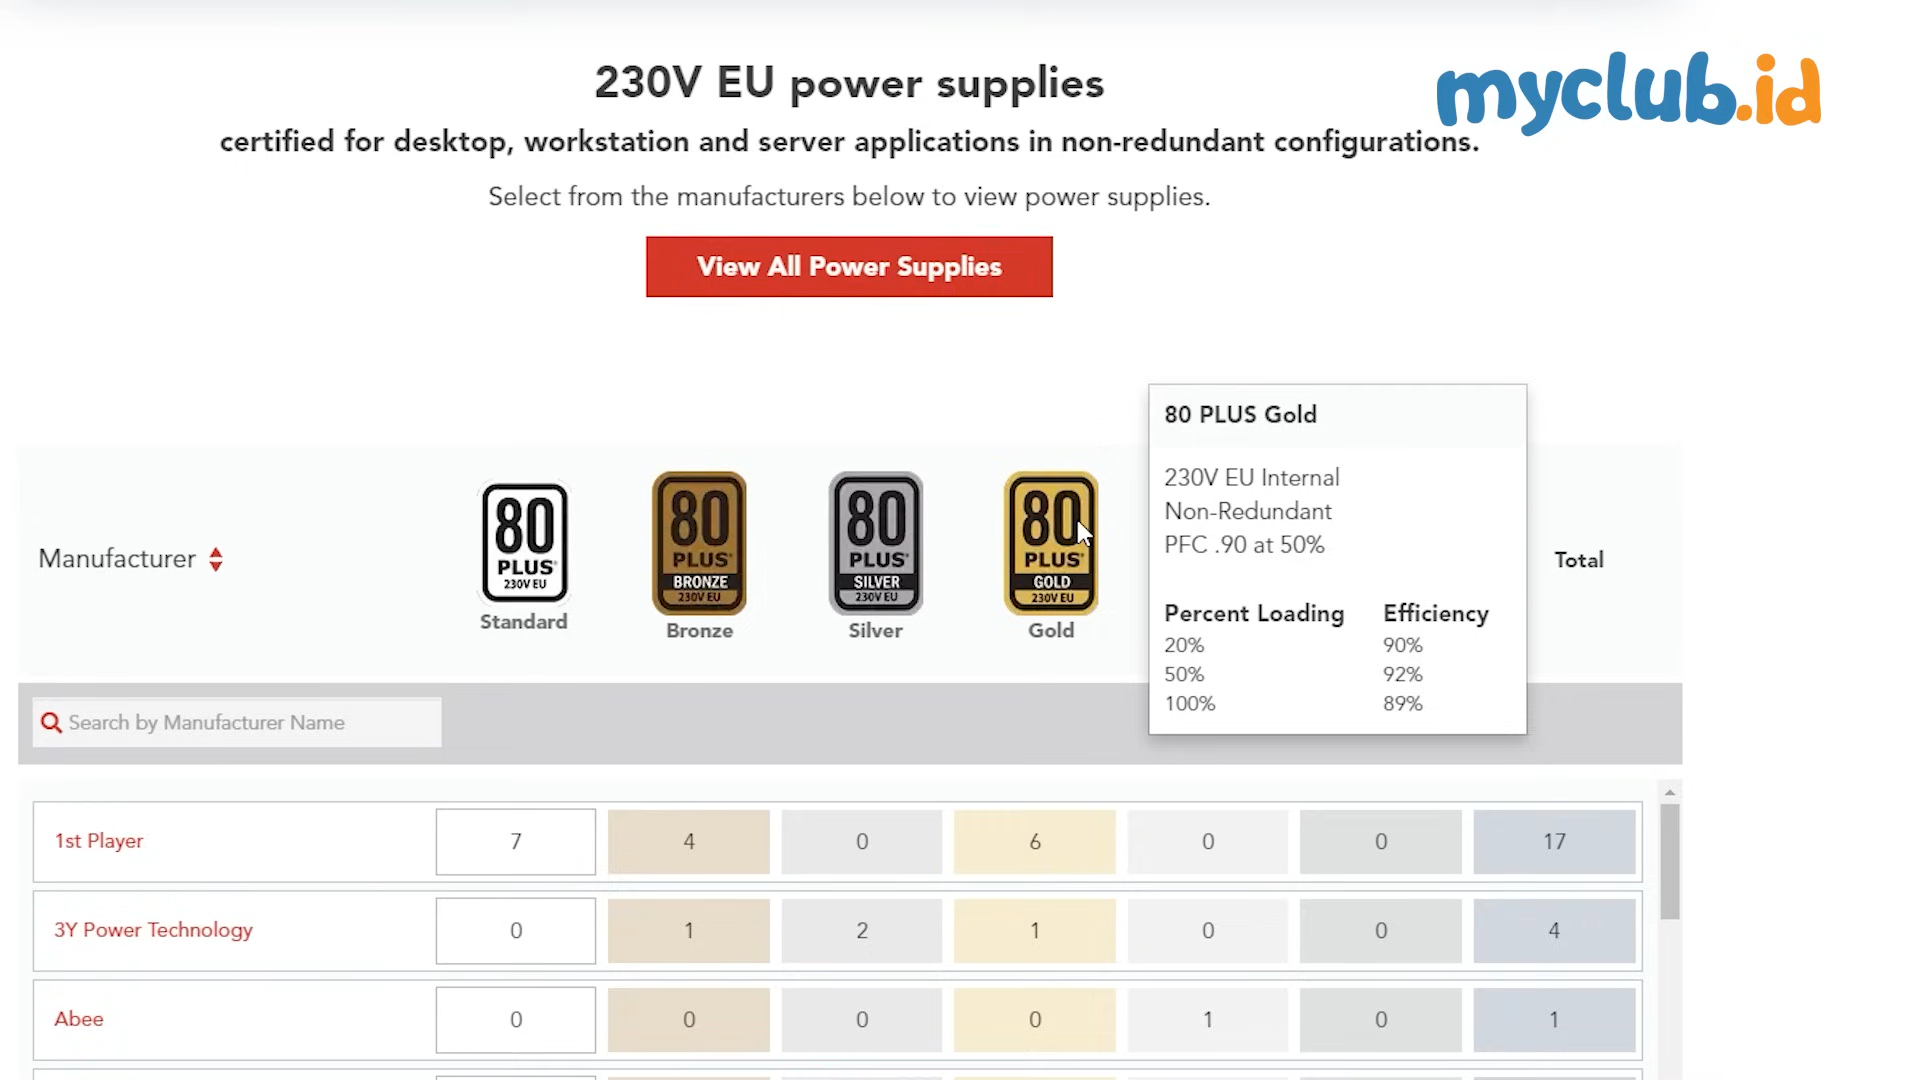 myclub.id
230V EU power supplies
certified for desktop, workstation and server applications in non-redundant configurations.
Select from the manufacturers below to view power supplies.
View All Power Supplies
80 PLUS Gold
230V EU Internal
Non-Redundant
PFC .90 at 50%
Percent Loading Efficiency
20% 90%
50% 92%
100% 89%
Manufacturer
80
PLUS
230V EU
Standard
80
PLUS
BRONZE
230V EU
Bronze
80
PLUS
SILVER
230V EU
Silver
80
PLUS
GOLD
230V EU
Gold
Total
Search by Manufacturer Name
1st Player 7 4 0 6 0 0 17
3Y Power Technology 0 1 2 1 0 0 4
Abee 0 0 0 0 1 0 1